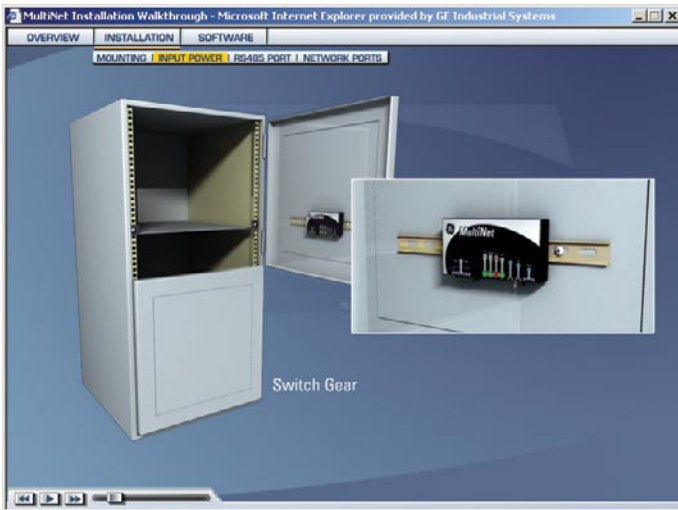 MultiNet Installation Walkthrough - Microsoft Internet Explorer provided by GE Industrial Systems
OVERVIEW INSTALLATION SOFTWARE
MOUNTING | INPUT POWER | RS485 PORT | NETWORK PORTS
MultiNet
Switch Gear